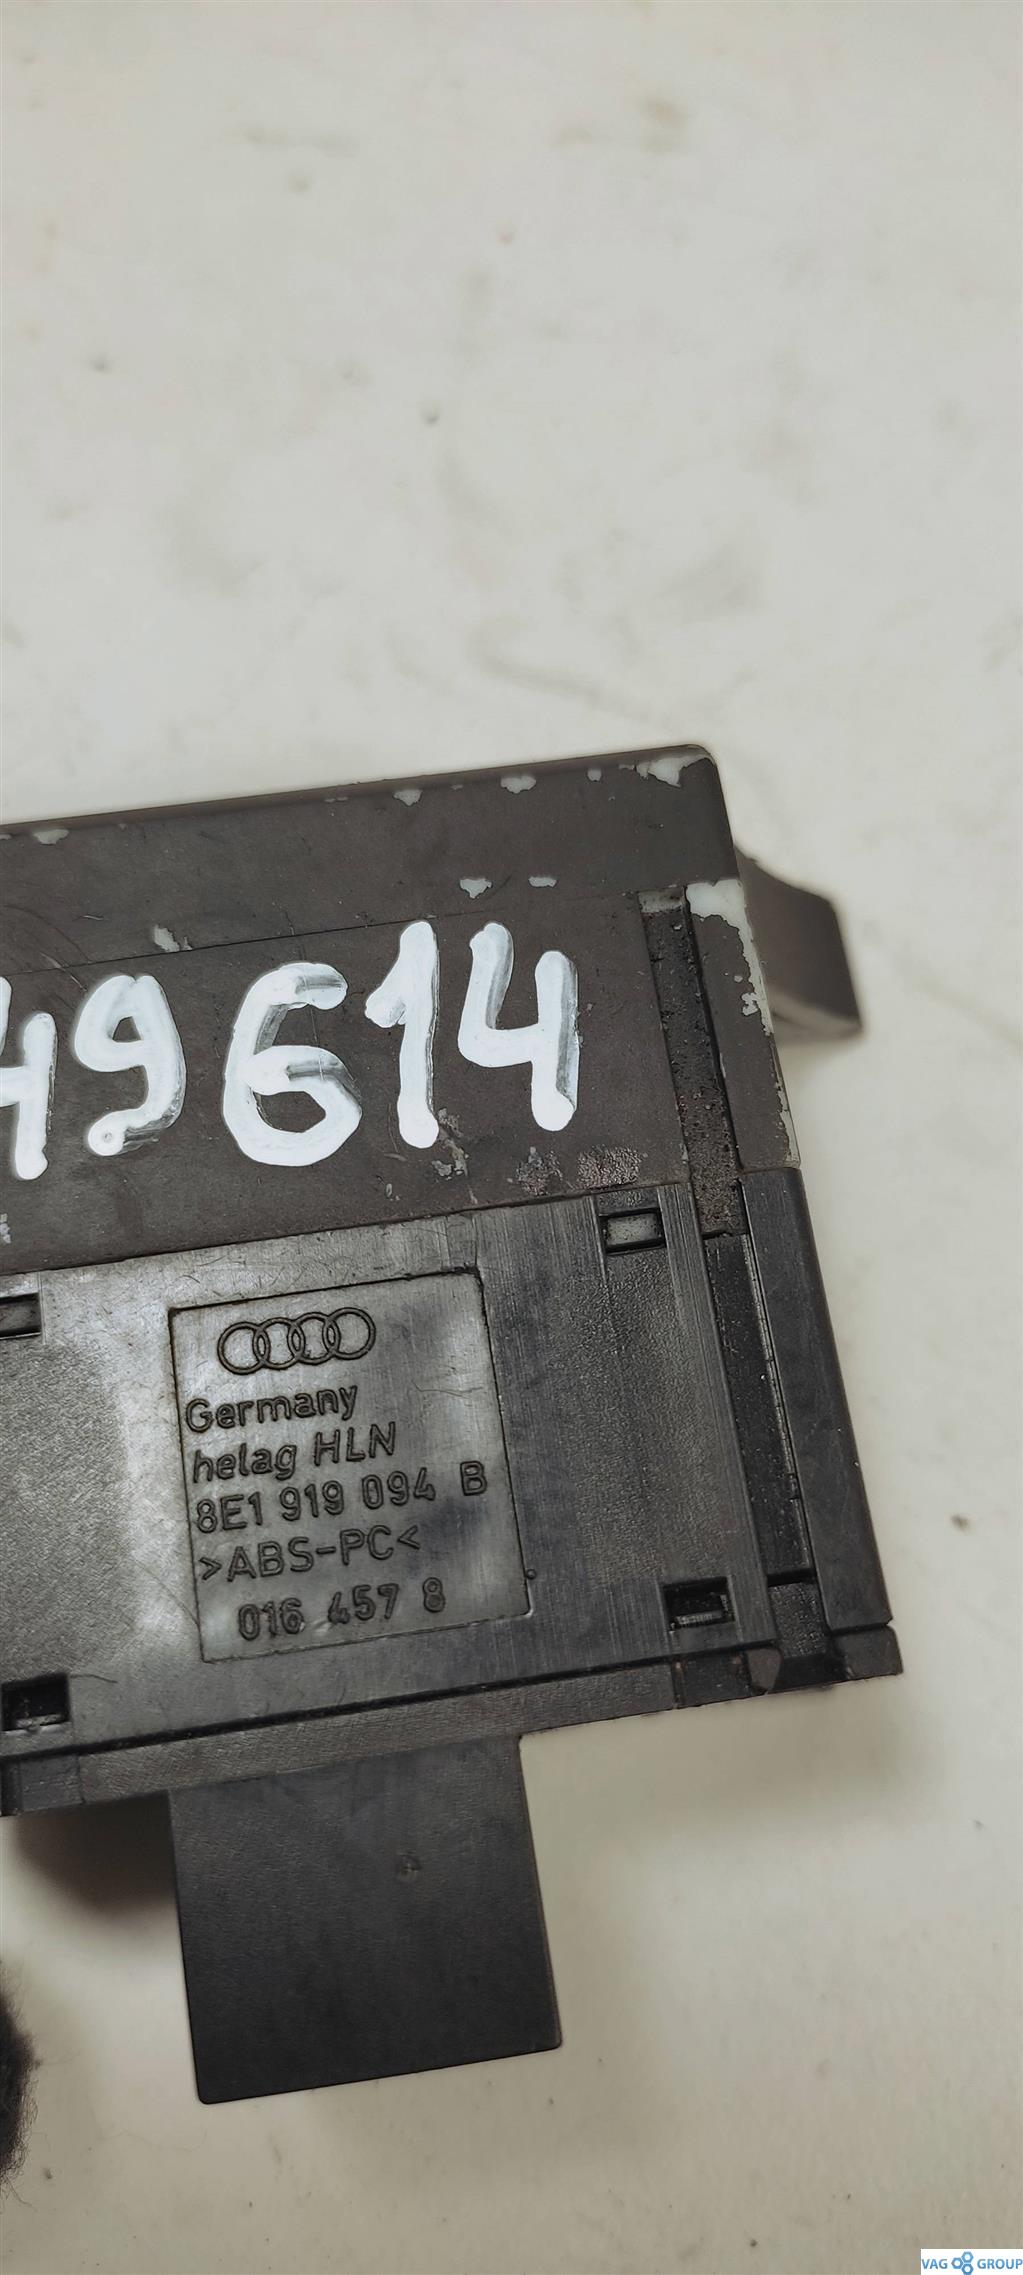 49614
Germany
helag HLN
8E1 919 094 B
>ABS-PC<
016 457 8
VAG GROUP